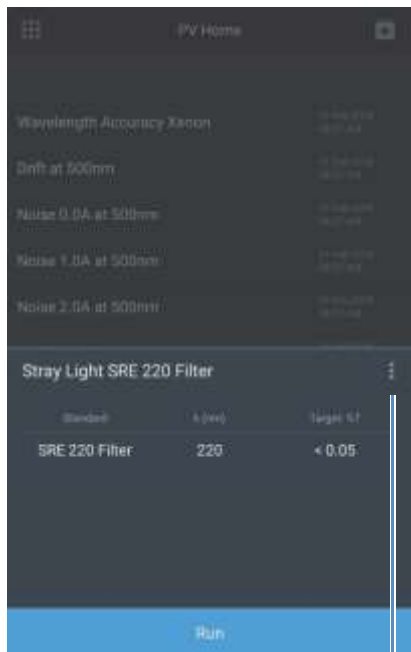 PV Home
Wavelength Accuracy Xenon
Drift at 500nm
Noise 0.0A at 500nm
Noise 1.0A at 500nm
Noise 2.0A at 500nm
Stray Light SRE 220 Filter
Standard λ (nm) Target %T
SRE 220 Filter 220 < 0.05
Run